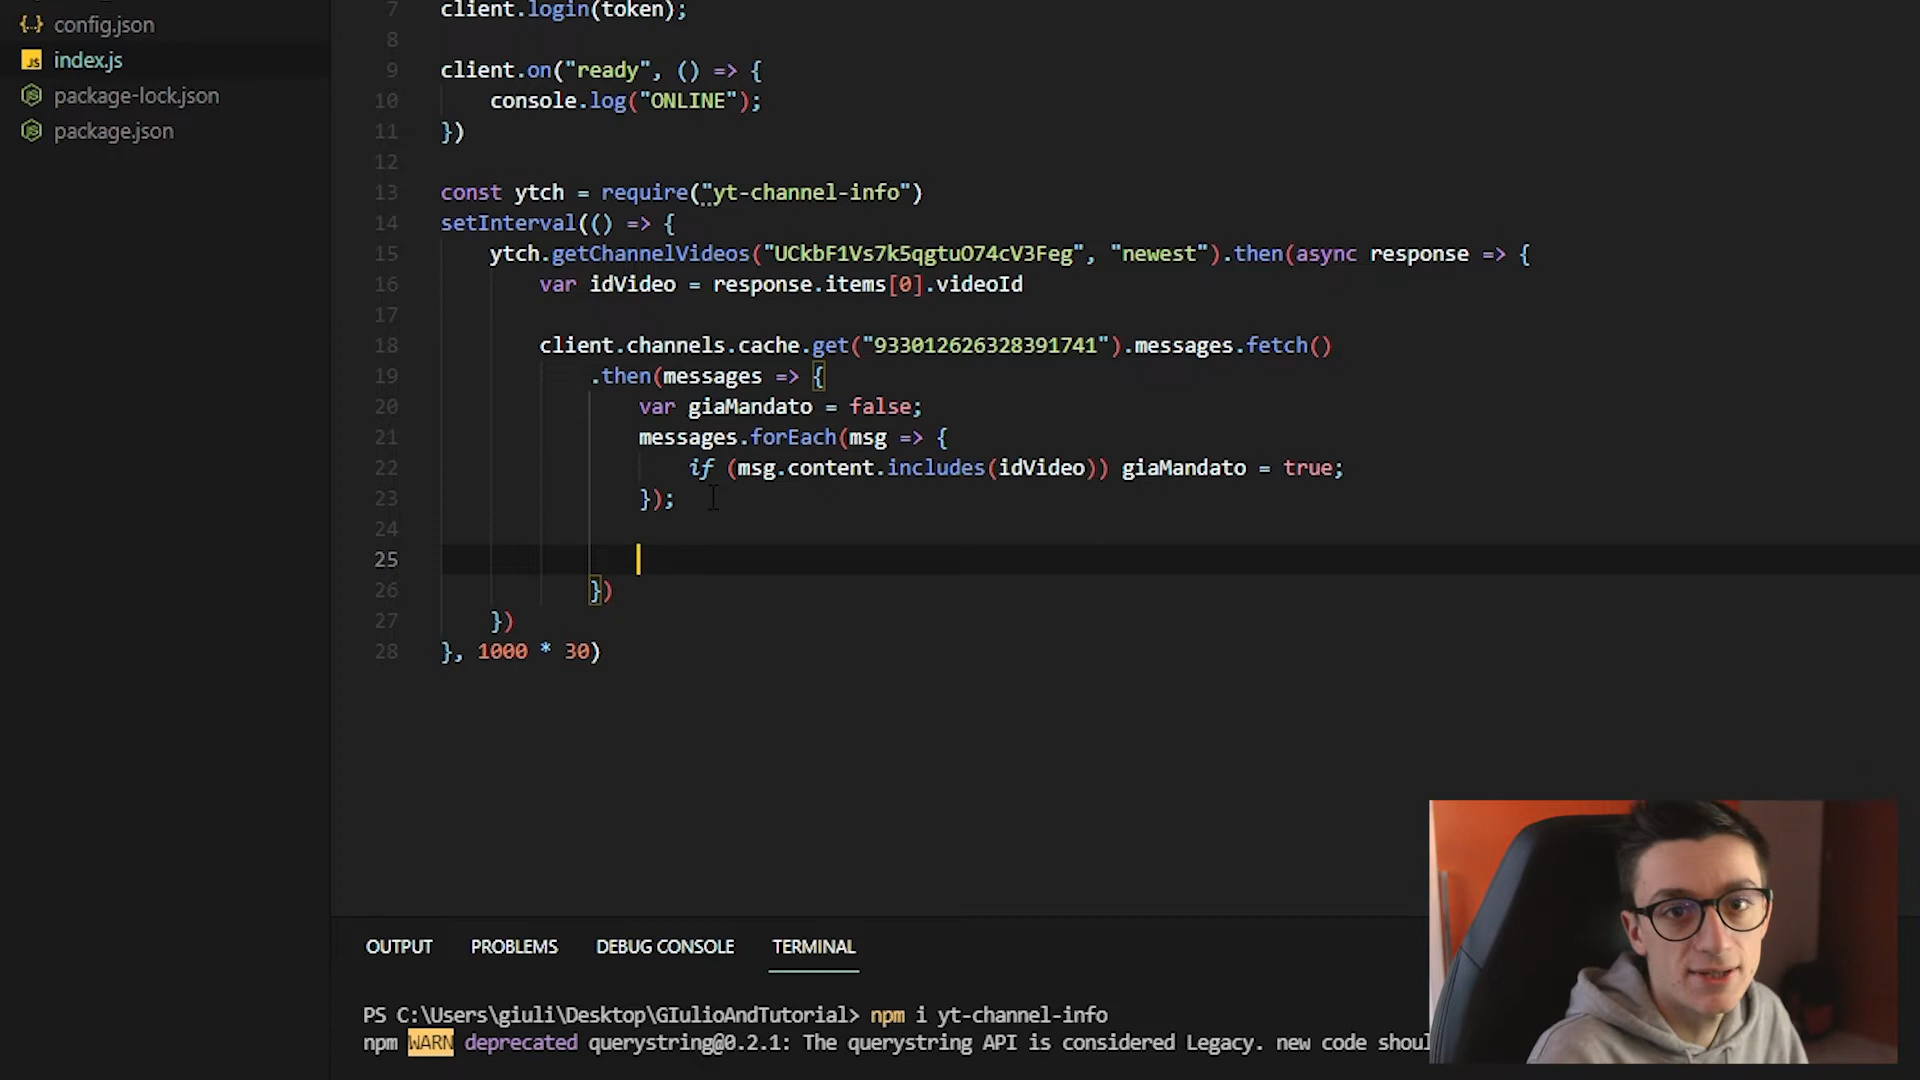 config.json
index.js
package-lock.json
package.json
7 client.login(token);
8
9 client.on("ready", () => {
10 console.log("ONLINE");
11 })
12
13 const ytch = require("yt-channel-info")
14 setInterval(() => {
15 ytch.getChannelVideos("UCkbF1Vs7k5qgtuO74cV3Feg", "newest").then(async response => {
16 var idVideo = response.items[0].videoId
17
18 client.channels.cache.get("933012626328391741").messages.fetch()
19 .then(messages => {
20 var giaMandato = false;
21 messages.forEach(msg => {
22 if (msg.content.includes(idVideo)) giaMandato = true;
23 });
24
25
26 })
27 })
28 }, 1000 * 30)
OUTPUT PROBLEMS DEBUG CONSOLE TERMINAL
PS C:\Users\giuli\Desktop\GIulioAndTutorial> npm i yt-channel-info
npm WARN deprecated querystring@0.2.1: The querystring API is considered Legacy. new code shoul